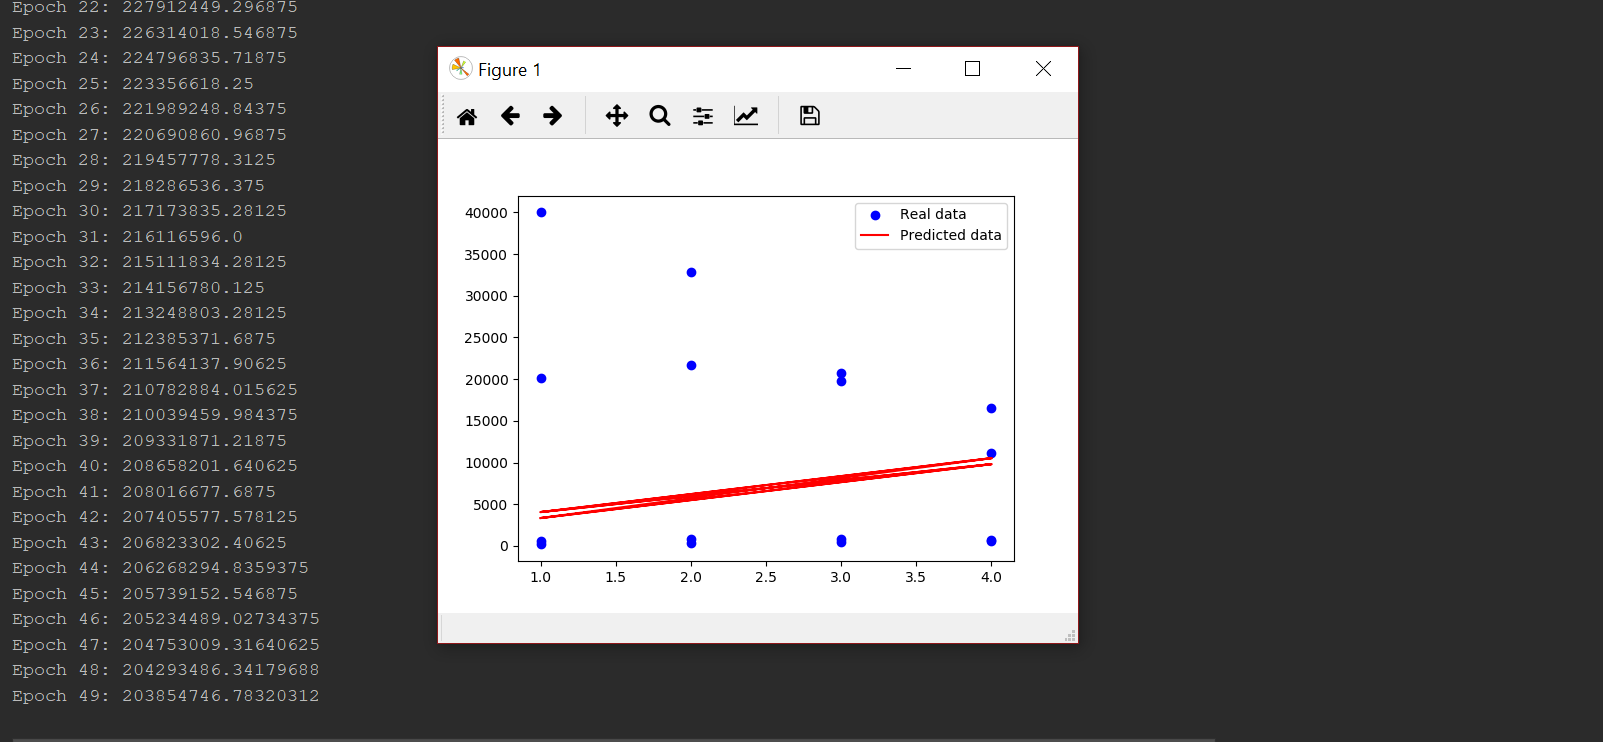 Epoch 22: 227912449.296875
Epoch 23: 226314018.546875
Epoch 24: 224796835.71875
Epoch 25: 223356618.25
Epoch 26: 221989248.84375
Epoch 27: 220690860.96875
Epoch 28: 219457778.3125
Epoch 29: 218286536.375
Epoch 30: 217173835.28125
Epoch 31: 216116596.0
Epoch 32: 215111834.28125
Epoch 33: 214156780.125
Epoch 34: 213248803.28125
Epoch 35: 212385371.6875
Epoch 36: 211564137.90625
Epoch 37: 210782884.015625
Epoch 38: 210039459.984375
Epoch 39: 209331871.21875
Epoch 40: 208658201.640625
Epoch 41: 208016677.6875
Epoch 42: 207405577.578125
Epoch 43: 206823302.40625
Epoch 44: 206268294.8359375
Epoch 45: 205739152.546875
Epoch 46: 205234489.02734375
Epoch 47: 204753009.31640625
Epoch 48: 204293486.34179688
Epoch 49: 203854746.78320312
Figure 1
Real data
Predicted data
40000
35000
30000
25000
20000
15000
10000
5000
0
1.0 1.5 2.0 2.5 3.0 3.5 4.0